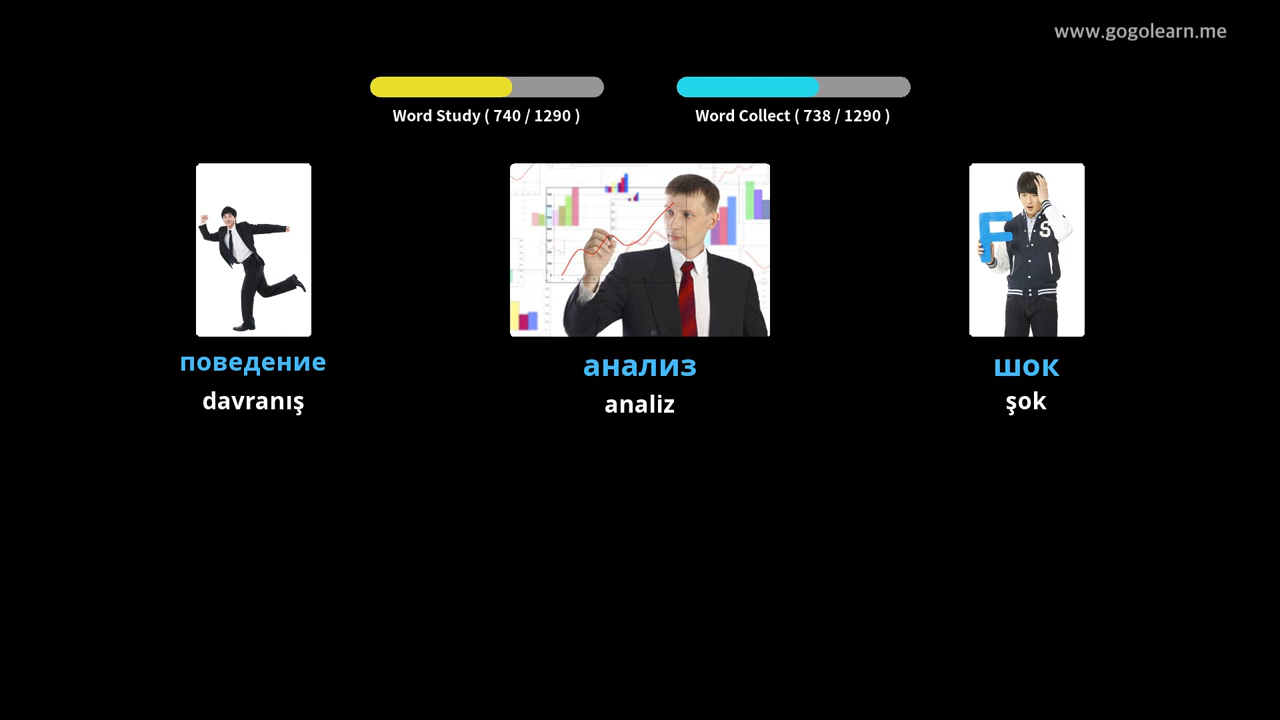 www.gogolearn.me
Word Study ( 740 / 1290 )
Word Collect ( 738 / 1290 )
F
S
поведение
анализ
шок
davranış
analiz
şok